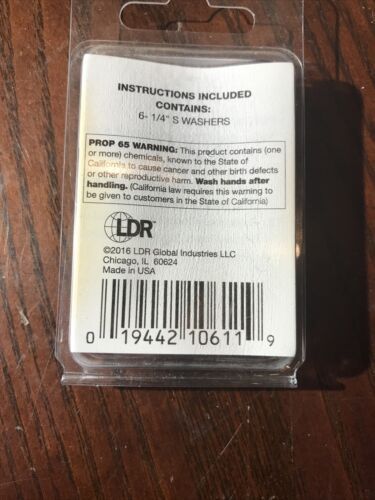 INSTRUCTIONS INCLUDED
CONTAINS:
6- 1/4" S WASHERS
PROP 65 WARNING: This product contains (one
or more) chemicals, known to the State of
California to cause cancer and other birth defects
or other reproductive harm. Wash hands after
handling. (California law requires this warning to
be given to customers in the State of California)
LDR
©2016 LDR Global Industries LLC
Chicago, IL 60624
Made in USA
0 19442 10611 9